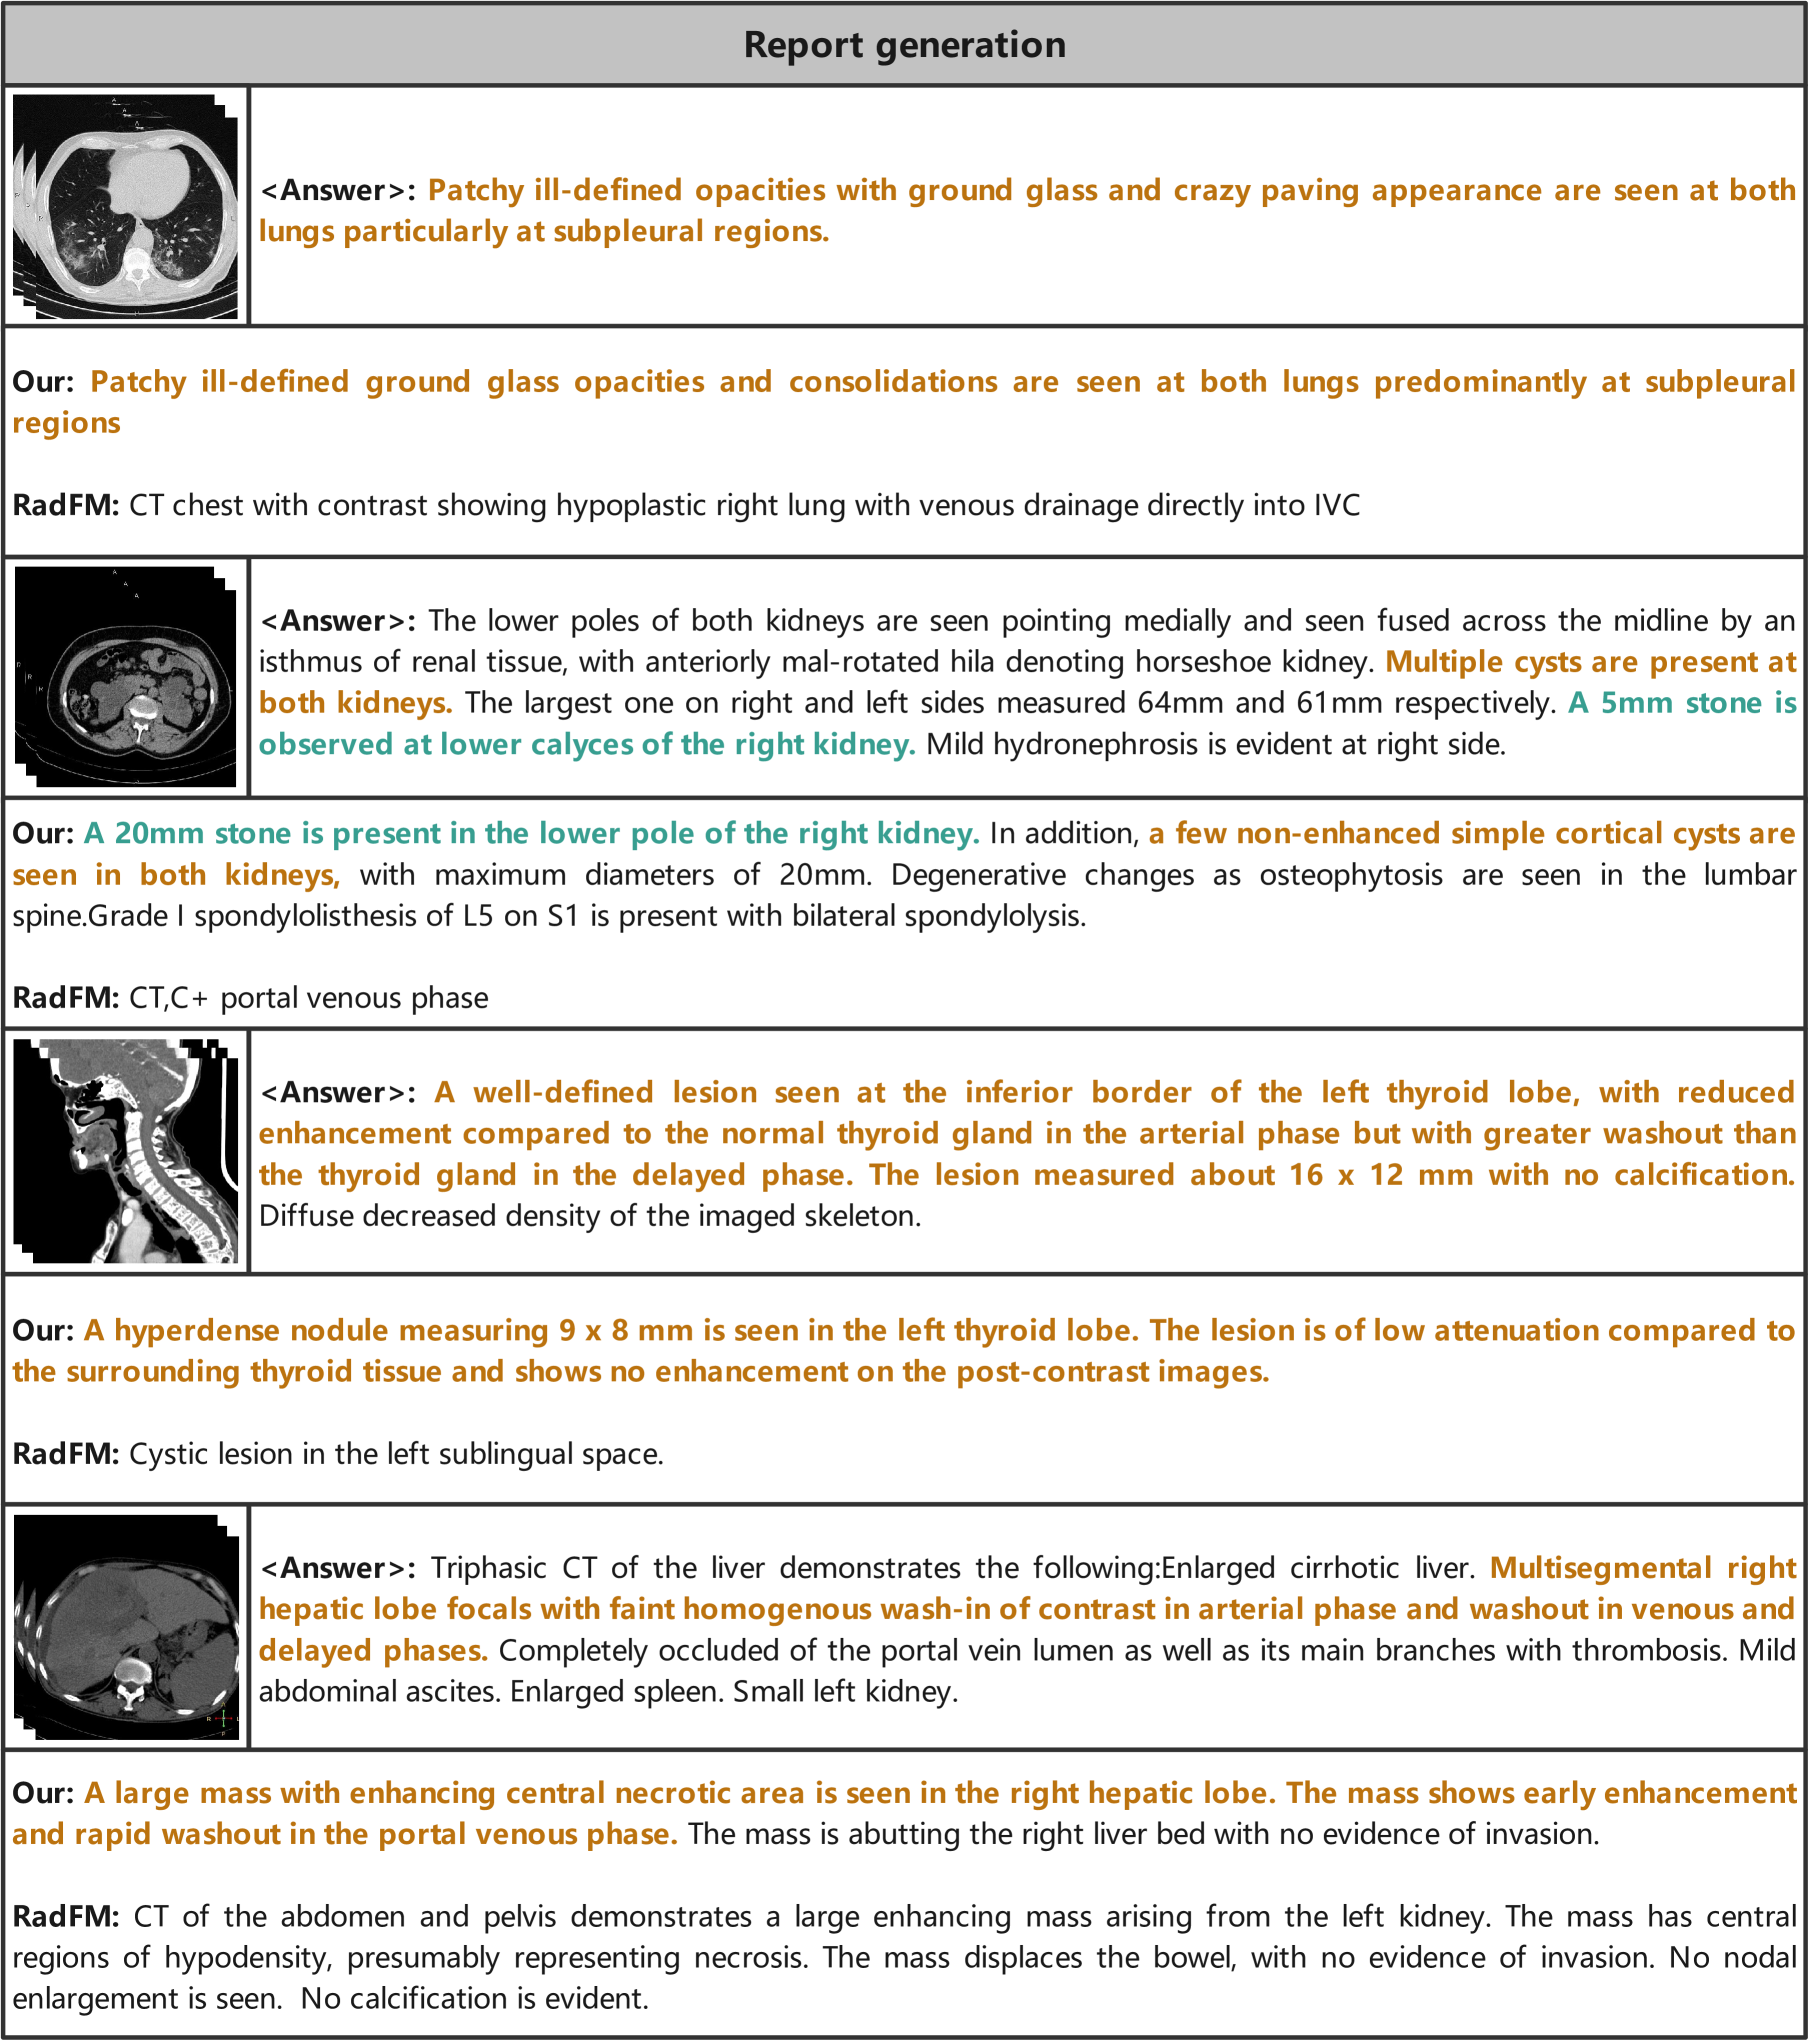 Report generation
<Answer>: Patchy ill-defined opacities with ground glass and crazy paving appearance are seen at both
lungs particularly at subpleural regions.
Our: Patchy ill-defined ground glass opacities and consolidations are seen at both lungs predominantly at subpleural
regions
RadFM: CT chest with contrast showing hypoplastic right lung with venous drainage directly into IVC
<Answer>: The lower poles of both kidneys are seen pointing medially and seen fused across the midline by an
isthmus of renal tissue, with anteriorly mal-rotated hila denoting horseshoe kidney. Multiple cysts are present at
both kidneys. The largest one on right and left sides measured 64mm and 61mm respectively. A 5mm stone is
observed at lower calyces of the right kidney. Mild hydronephrosis is evident at right side.
Our: A 20mm stone is present in the lower pole of the right kidney. In addition, a few non-enhanced simple cortical cysts are
seen in both kidneys, with maximum diameters of 20mm. Degenerative changes as osteophytosis are seen in the lumbar
spine.Grade I spondylolisthesis of L5 on S1 is present with bilateral spondylolysis.
RadFM: CT,C+ portal venous phase
<Answer>: A well-defined lesion seen at the inferior border of the left thyroid lobe, with reduced
enhancement compared to the normal thyroid gland in the arterial phase but with greater washout than
the thyroid gland in the delayed phase. The lesion measured about 16 x 12 mm with no calcification.
Diffuse decreased density of the imaged skeleton.
Our: A hyperdense nodule measuring 9 x 8 mm is seen in the left thyroid lobe. The lesion is of low attenuation compared to
the surrounding thyroid tissue and shows no enhancement on the post-contrast images.
RadFM: Cystic lesion in the left sublingual space.
<Answer>: Triphasic CT of the liver demonstrates the following:Enlarged cirrhotic liver. Multisegmental right
hepatic lobe focals with faint homogenous wash-in of contrast in arterial phase and washout in venous and
delayed phases. Completely occluded of the portal vein lumen as well as its main branches with thrombosis. Mild
abdominal ascites. Enlarged spleen. Small left kidney.
Our: A large mass with enhancing central necrotic area is seen in the right hepatic lobe. The mass shows early enhancement
and rapid washout in the portal venous phase. The mass is abutting the right liver bed with no evidence of invasion.
RadFM: CT of the abdomen and pelvis demonstrates a large enhancing mass arising from the left kidney. The mass has central
regions of hypodensity, presumably representing necrosis. The mass displaces the bowel, with no evidence of invasion. No nodal
enlargement is seen. No calcification is evident.